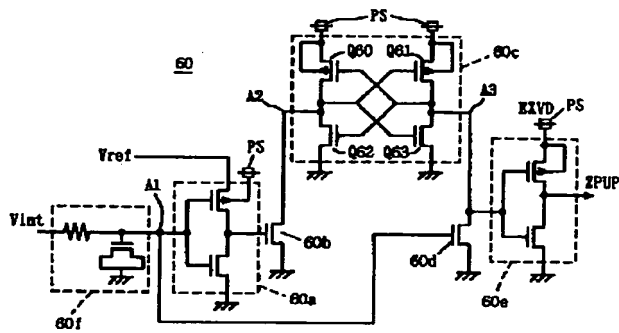 PS PS
60
Q60 Q61
60c
A2
A3
EXVD PS
Vref
PS
A1
Q62 Q63
ZPUP
Vint
60b
60d
60f
60a
60e